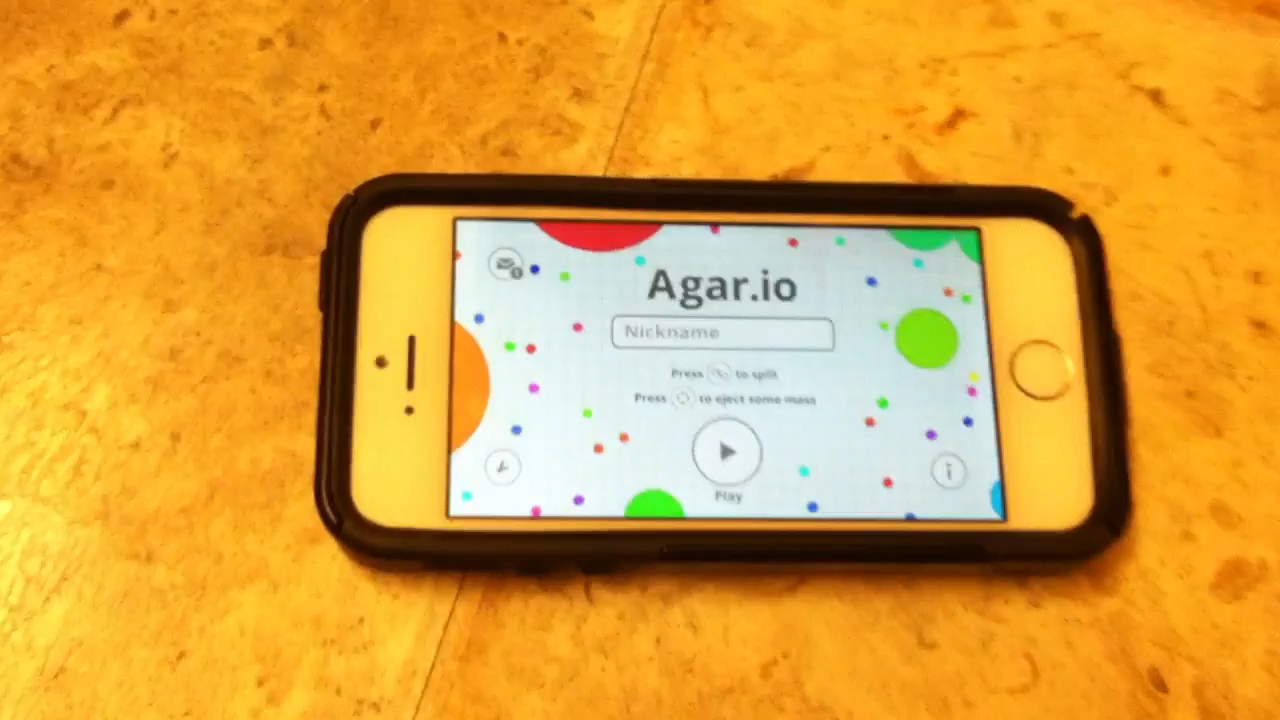 Agar.io
Nickname
Press to split
Press to eject some mass
Play